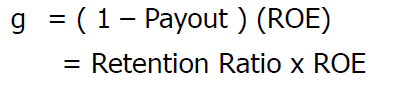 g = ( 1 – Payout ) (ROE)
= Retention Ratio x ROE